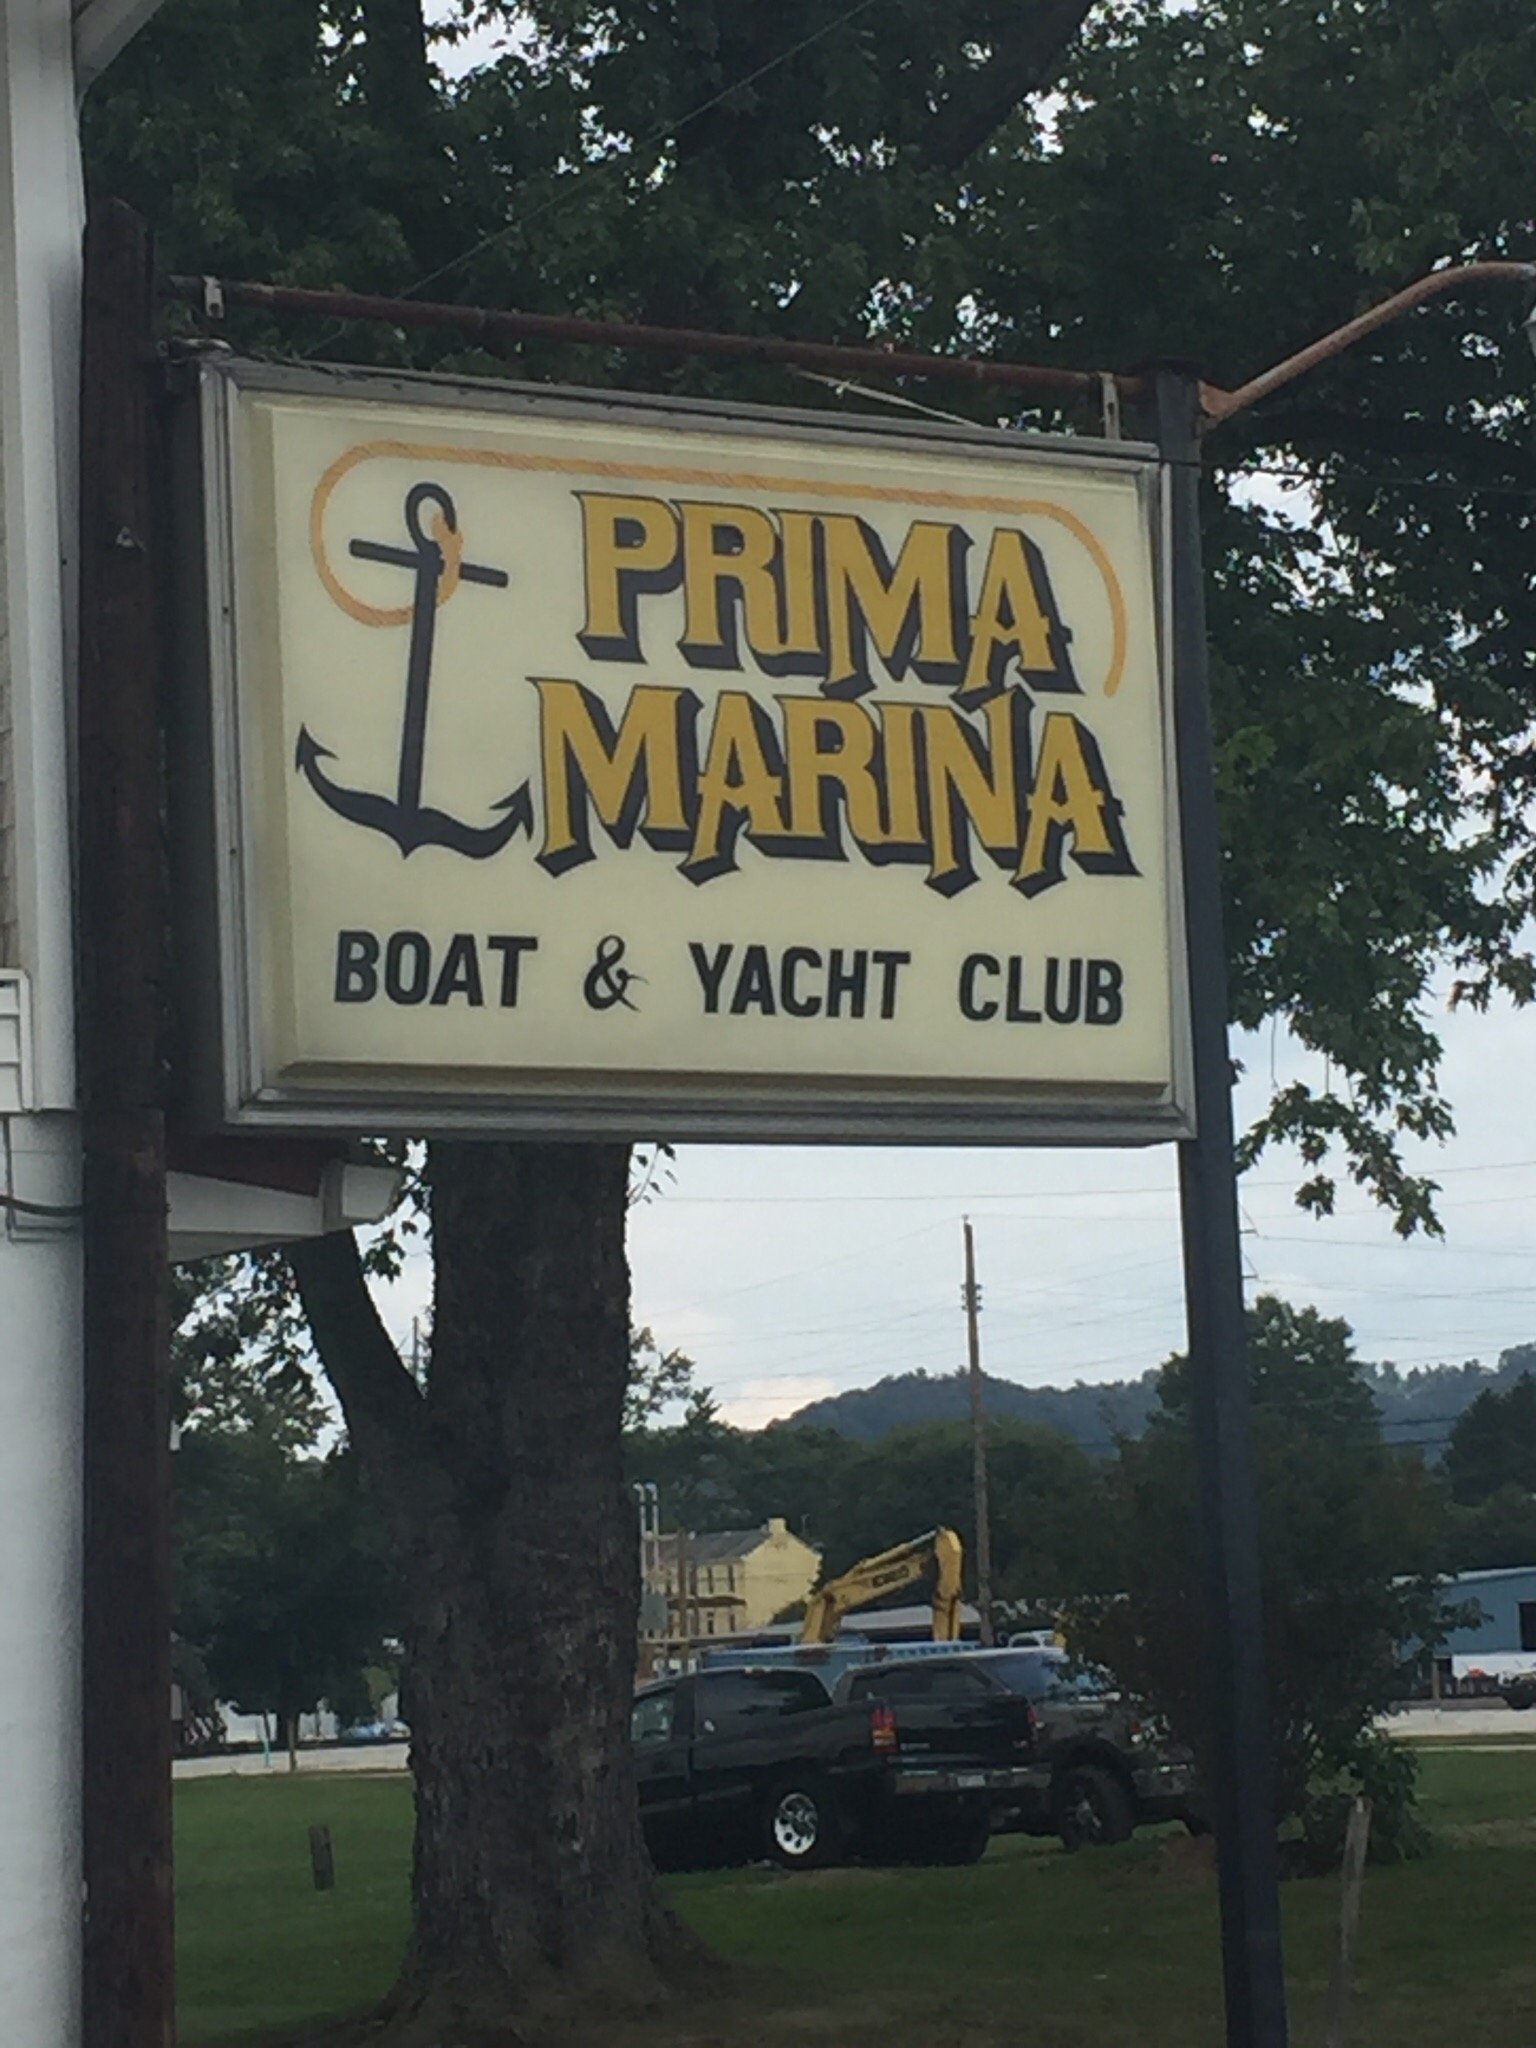 PRIMA
MARINA
BOAT & YACHT CLUB